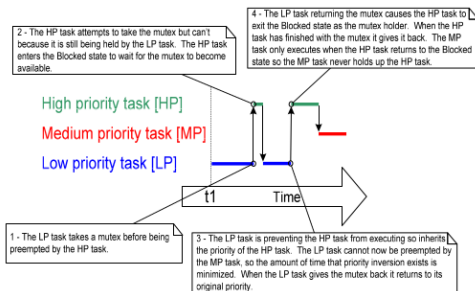 2 - The HP task attempts to take the mutex but can't
because it is still being held by the LP task. The HP task
enters the Blocked state to wait for the mutex to become
available.
4 - The LP task returning the mutex causes the HP task to
exit the Blocked state as the mutex holder. When the HP
task has finished with the mutex it gives it back. The MP
task only executes when the HP task returns to the Blocked
state so the MP task never holds up the HP task.
High priority task [HP]
Medium priority task [MP]
Low priority task [LP]
t1
Time
1 - The LP task takes a mutex before being
preempted by the HP task.
3 - The LP task is preventing the HP task from executing so inherits
the priority of the HP task. The LP task cannot now be preempted by
the MP task, so the amount of time that priority inversion exists is
minimized. When the LP task gives the mutex back it returns to its
original priority.